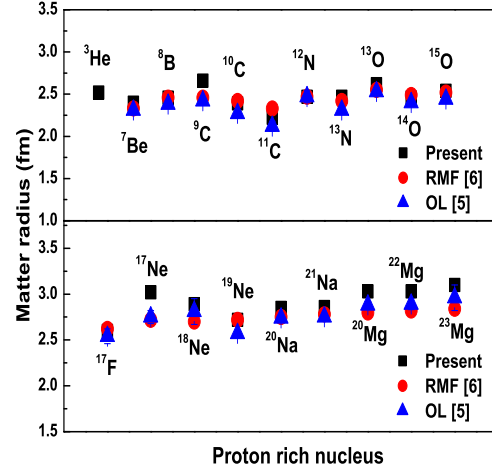 3.5
3.0
2.5
2.0
1.5
1.0
³He
⁷Be
⁸B
⁹C
¹⁰C
¹¹C
¹²N
¹³N
¹³O
¹⁴O
¹⁵O
Present
RMF [6]
OL [5]
Matter radius (fm)
3.5
3.0
2.5
2.0
1.5
¹⁷F
¹⁷Ne
¹⁸Ne
¹⁹Ne
²⁰Na
²¹Na
²⁰Mg
²²Mg
²³Mg
Present
RMF [6]
OL [5]
Proton rich nucleus